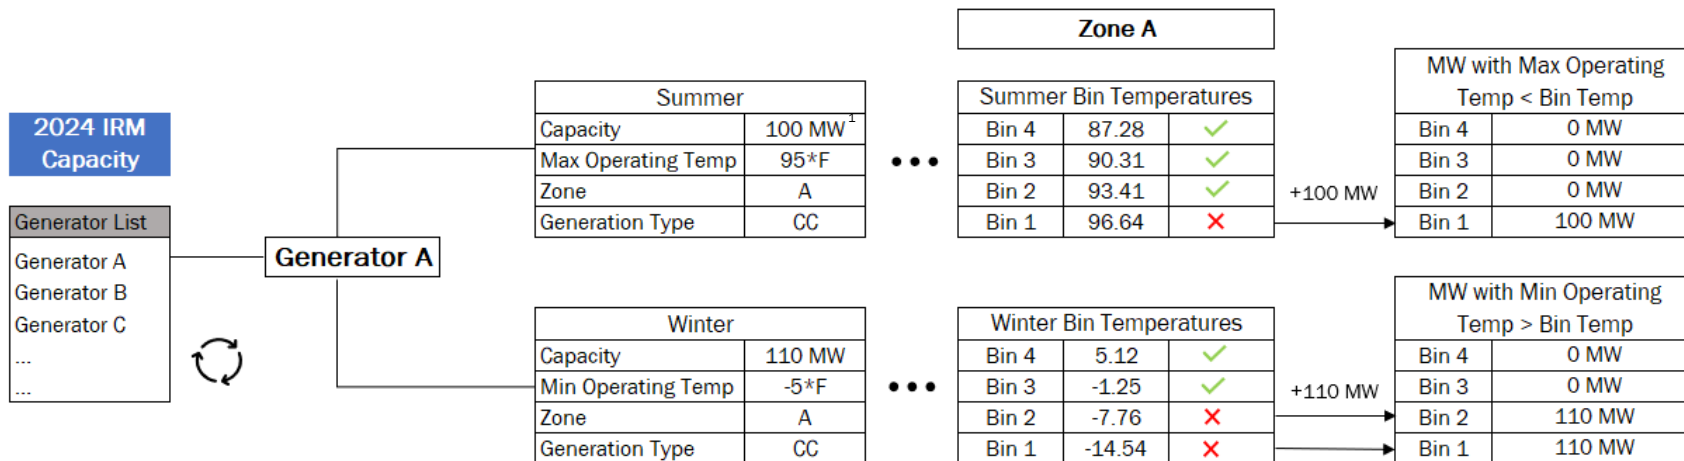 Zone A
2024 IRM
Capacity
Generator List
Generator A
Generator B
Generator C
...
...
Generator A
Summer
Capacity 100 MW1
Max Operating Temp 95*F
Zone A
Generation Type CC
Summer Bin Temperatures
Bin 4 87.28
Bin 3 90.31
Bin 2 93.41
Bin 1 96.64
+100 MW
MW with Max Operating
Temp < Bin Temp
Bin 4 0 MW
Bin 3 0 MW
Bin 2 0 MW
Bin 1 100 MW
Winter
Capacity 110 MW
Min Operating Temp -5*F
Zone A
Generation Type CC
Winter Bin Temperatures
Bin 4 5.12
Bin 3 -1.25
Bin 2 -7.76
Bin 1 -14.54
+110 MW
MW with Min Operating
Temp > Bin Temp
Bin 4 0 MW
Bin 3 0 MW
Bin 2 110 MW
Bin 1 110 MW